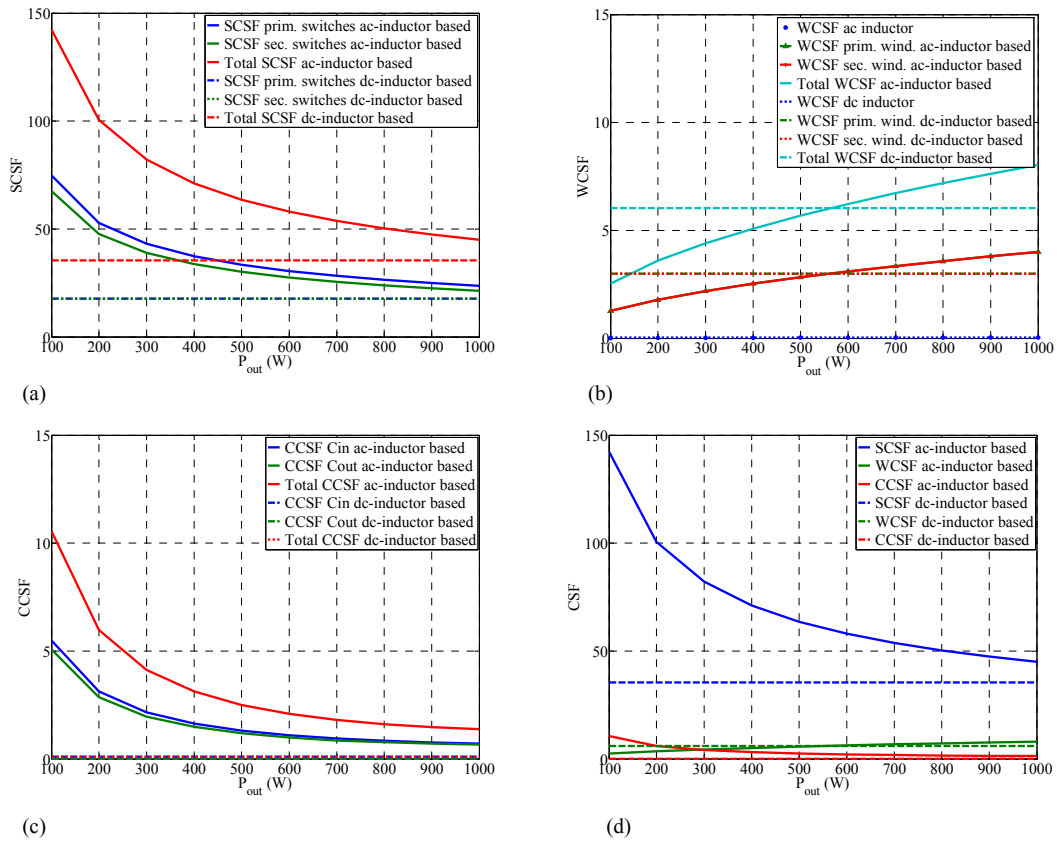 150
100
50
0
SCSF
SCSF prim. switches ac-inductor based
SCSF sec. switches ac-inductor based
Total SCSF ac-inductor based
SCSF prim. switches dc-inductor based
SCSF sec. switches dc-inductor based
Total SCSF dc-inductor based
100 200 300 400 500 600 700 800 900 1000
P_out (W)
(a)
15
10
5
0
WCSF
WCSF ac inductor
WCSF prim. wind. ac-inductor based
WCSF sec. wind. ac-inductor based
Total WCSF ac-inductor based
WCSF dc inductor
WCSF prim. wind. dc-inductor based
WCSF sec. wind. dc-inductor based
Total WCSF dc-inductor based
100 200 300 400 500 600 700 800 900 1000
P_out (W)
(b)
15
10
5
0
CCSF
CCSF Cin ac-inductor based
CCSF Cout ac-inductor based
Total CCSF ac-inductor based
CCSF Cin dc-inductor based
CCSF Cout dc-inductor based
Total CCSF dc-inductor based
100 200 300 400 500 600 700 800 900 1000
P_out (W)
(c)
150
100
50
0
CSF
SCSF ac-inductor based
WCSF ac-inductor based
CCSF ac-inductor based
SCSF dc-inductor based
WCSF dc-inductor based
CCSF dc-inductor based
100 200 300 400 500 600 700 800 900 1000
P_out (W)
(d)